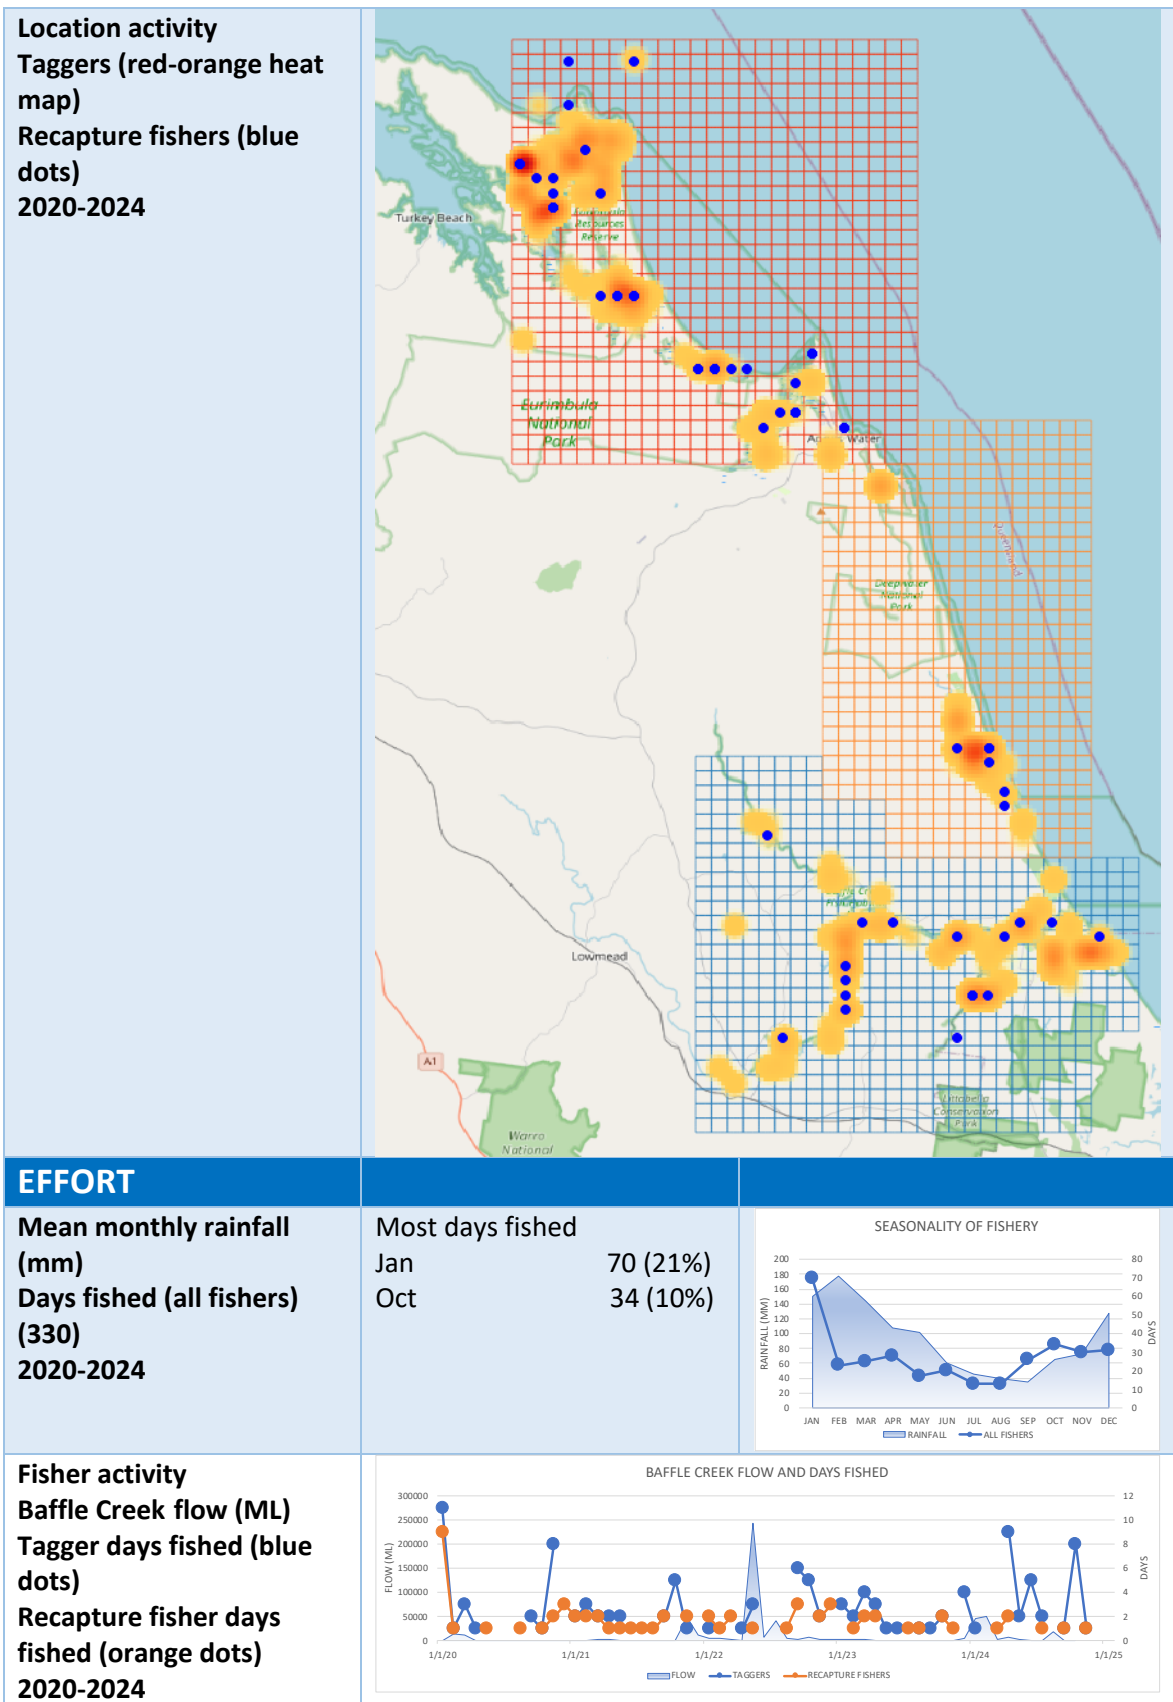 Location activity
Taggers (red-orange heat
map)
Recapture fishers (blue
dots)
2020-2024
Turkey Beach
Resources
Reserve
Eurimbula
National
Park
Water
Queensland
Deepwater
National
Park
Lowmead
A1
Littabella
Conservation
Park
Warro
National
EFFORT
Mean monthly rainfall
(mm)
Days fished (all fishers)
(330)
2020-2024
Most days fished
Jan 70 (21%)
Oct 34 (10%)
SEASONALITY OF FISHERY
200
180
160
140
120
100
80
60
40
20
0
RAINFALL (MM)
80
70
60
50
40
30
20
10
0
DAYS
JAN FEB MAR APR MAY JUN JUL AUG SEP OCT NOV DEC
RAINFALL ALL FISHERS
Fisher activity
Baffle Creek flow (ML)
Tagger days fished (blue
dots)
Recapture fisher days
fished (orange dots)
2020-2024
BAFFLE CREEK FLOW AND DAYS FISHED
300000
250000
200000
150000
100000
50000
0
FLOW (ML)
12
10
8
6
4
2
0
DAYS
1/1/20 1/1/21 1/1/22 1/1/23 1/1/24 1/1/25
FLOW TAGGERS RECAPTURE FISHERS